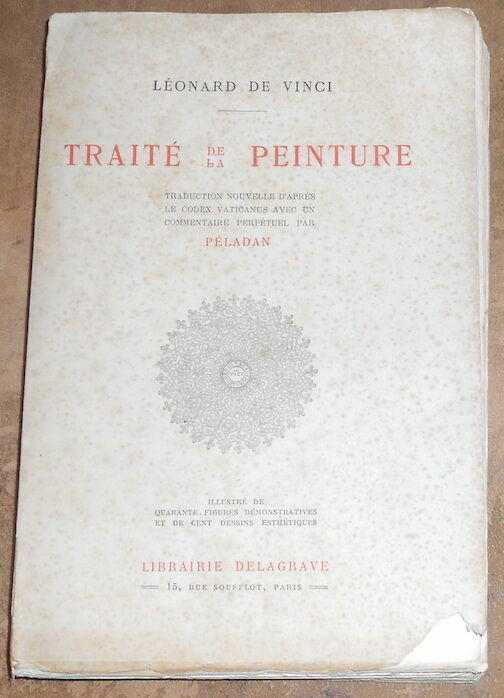 LÉONARD DE VINCI
TRAITÉ DE LA PEINTURE
TRADUCTION NOUVELLE D'APRÈS
LE CODEX VATICANUS AVEC UN
COMMENTAIRE PERPÉTUEL PAR
PÉLADAN
ILLUSTRÉ DE
QUARANTE FIGURES DÉMONSTRATIVES
ET DE CENT DESSINS ESTHÉTIQUES
LIBRAIRIE DELAGRAVE
15, RUE SOUFFLOT, PARIS